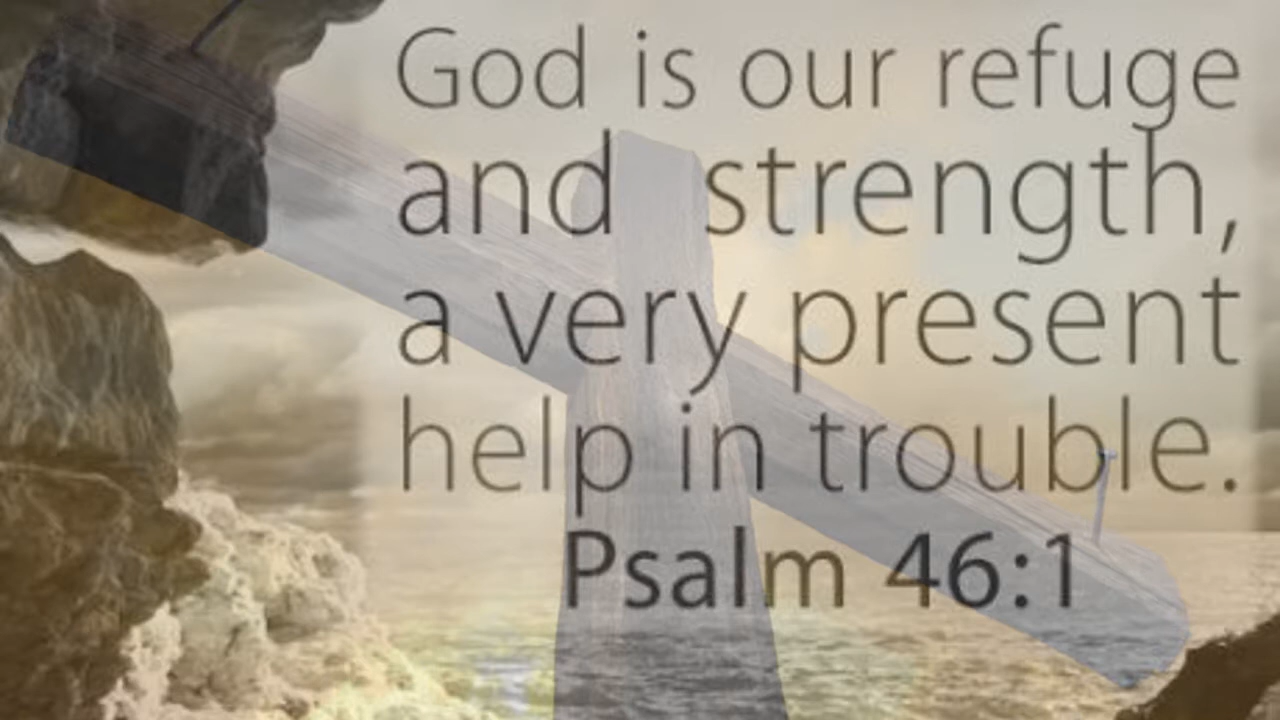 God is our refuge
and strength,
a very present
help in trouble.
Psalm 46:1